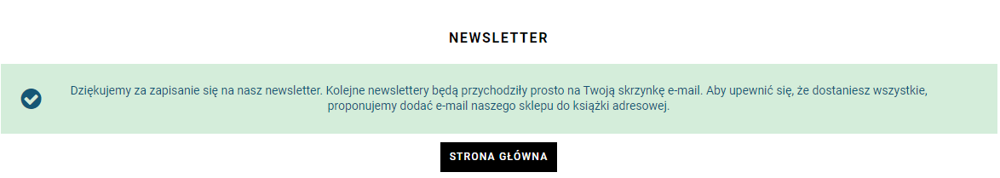 NEWSLETTER
Dziękujemy za zapisanie się na nasz newsletter. Kolejne newslettery będą przychodziły prosto na Twoją skrzynkę e-mail. Aby upewnić się, że dostaniesz wszystkie,
proponujemy dodać e-mail naszego sklepu do książki adresowej.
STRONA GŁÓWNA